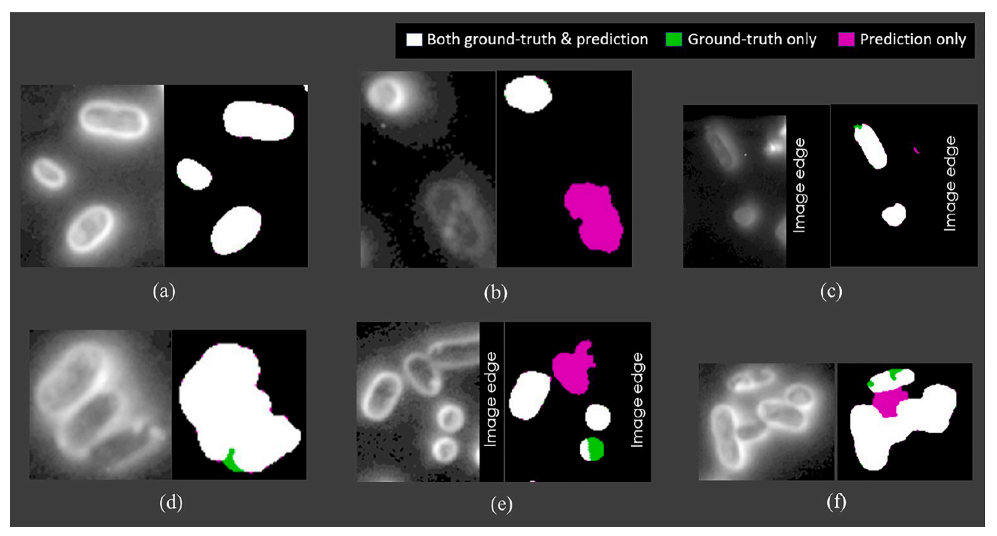 Both ground-truth & prediction
Ground-truth only
Prediction only
Image edge
Image edge
(a)
(b)
(c)
Image edge
Image edge
(d)
(e)
(f)